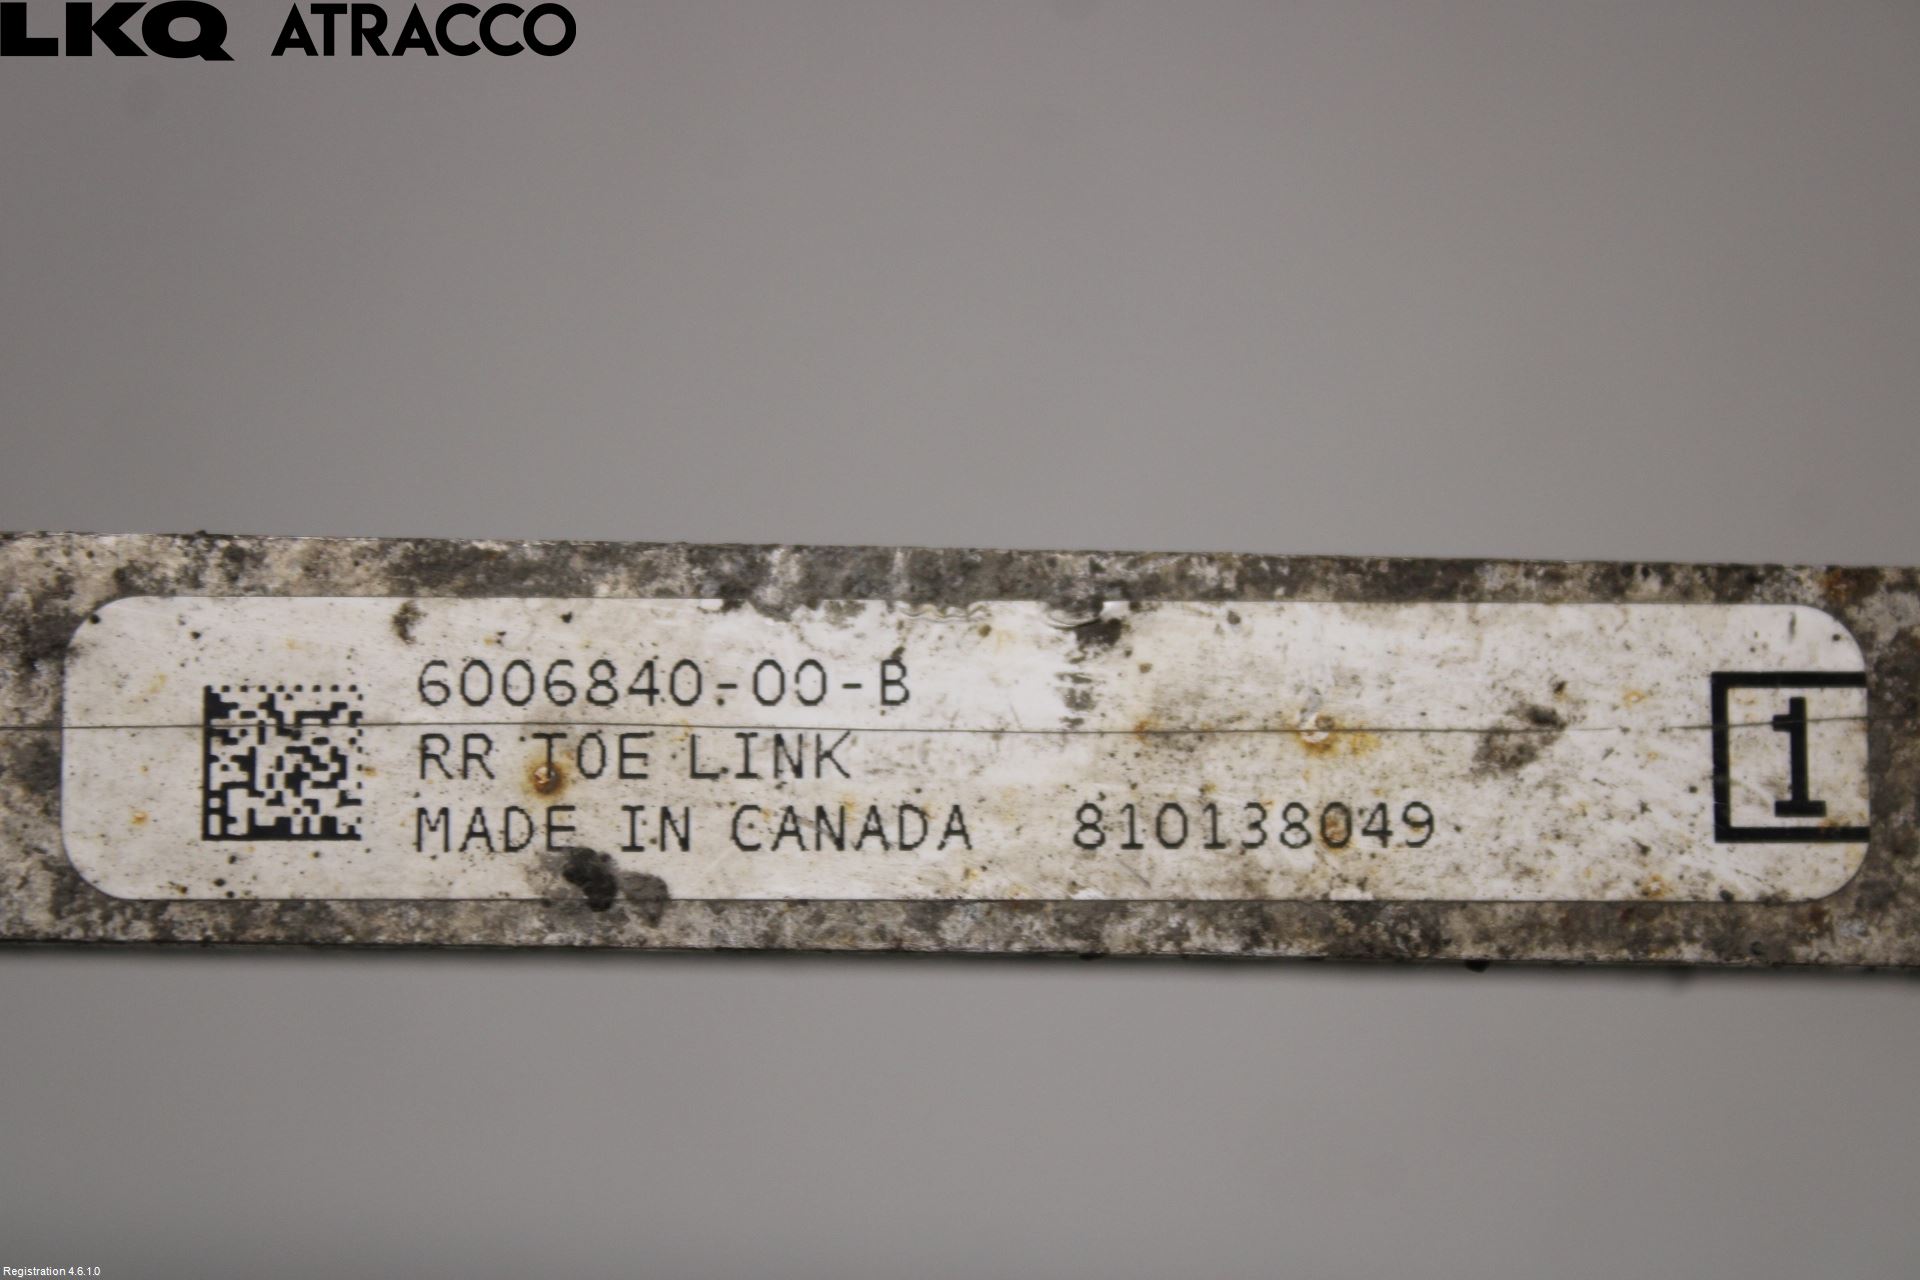 LKQ ATRACCO
6006840-00-B
RR TOE LINK
MADE IN CANADA 810138049
1
Registration 4.6.1.0